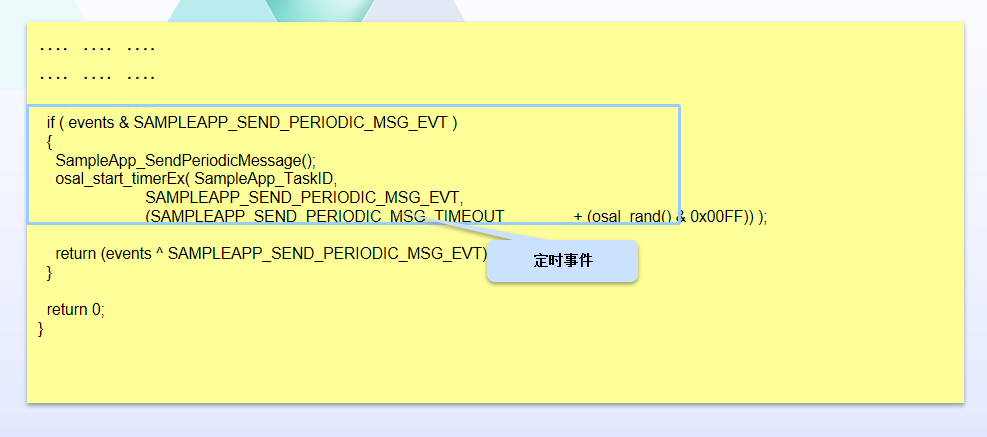 .... .... ....
.... .... ....
if ( events & SAMPLEAPP_SEND_PERIODIC_MSG_EVT )
{
SampleApp_SendPeriodicMessage();
osal_start_timerEx( SampleApp_TaskID,
SAMPLEAPP_SEND_PERIODIC_MSG_EVT,
(SAMPLEAPP_SEND_PERIODIC_MSG_TIMEOUT + (osal_rand() & 0x00FF)) );
return (events ^ SAMPLEAPP_SEND_PERIODIC_MSG_EVT)
定时事件
}
return 0;
}